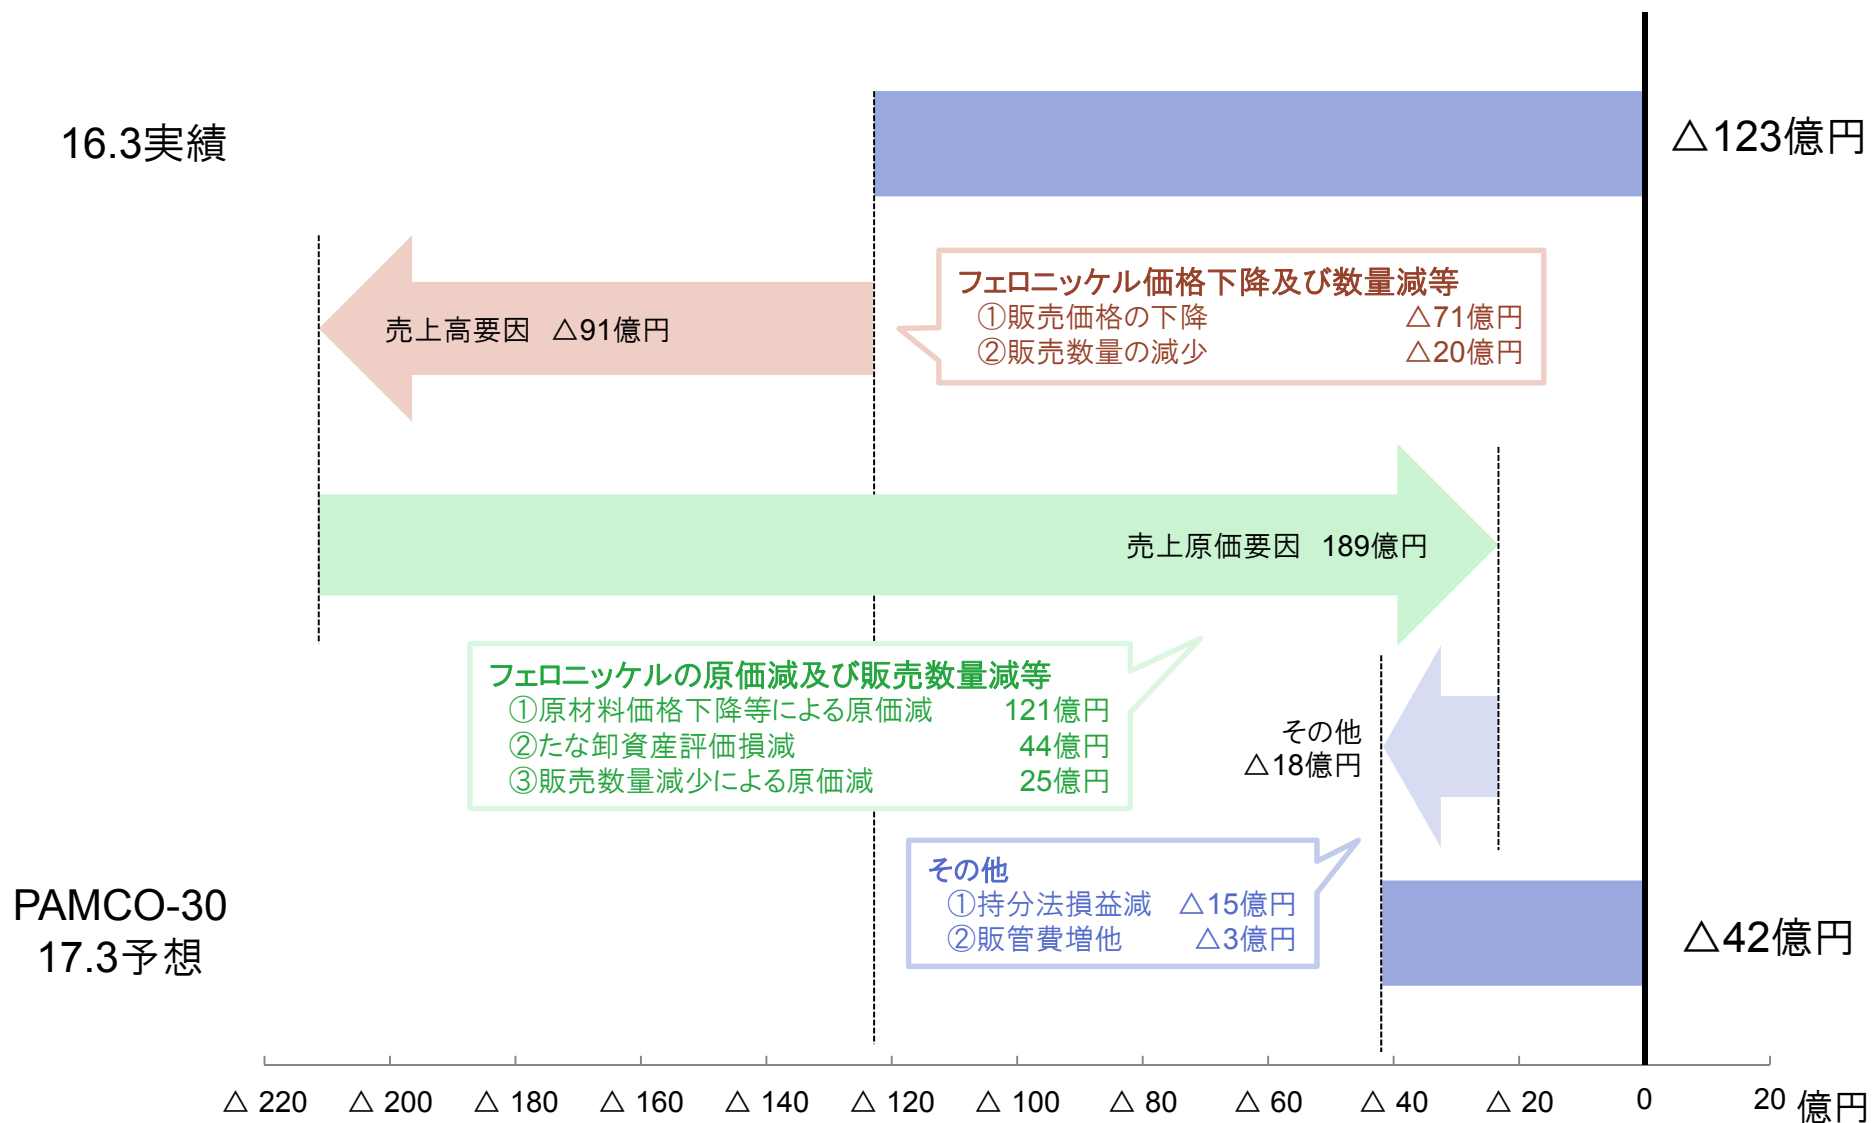 16.3実績
△123億円
売上高要因 △91億円
フェロニッケル価格下降及び数量減等
①販売価格の下降 △71億円
②販売数量の減少 △20億円
売上原価要因 189億円
フェロニッケルの原価減及び販売数量減等
①原材料価格下降等による原価減 121億円
②たな卸資産評価損減 44億円
③販売数量減少による原価減 25億円
その他
△18億円
その他
①持分法損益減 △15億円
②販管費増他 △3億円
PAMCO-30
17.3予想
△42億円
△ 220 △ 200 △ 180 △ 160 △ 140 △ 120 △ 100 △ 80 △ 60 △ 40 △ 20 0 20 億円